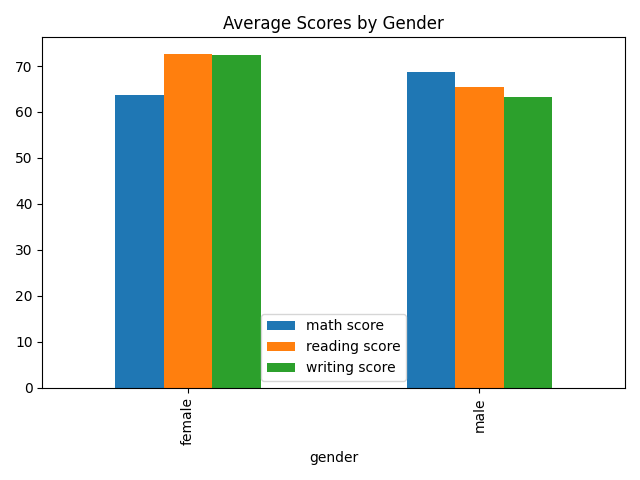 Average Scores by Gender
70
60
50
40
30
20
10
0
math score
reading score
writing score
female
male
gender